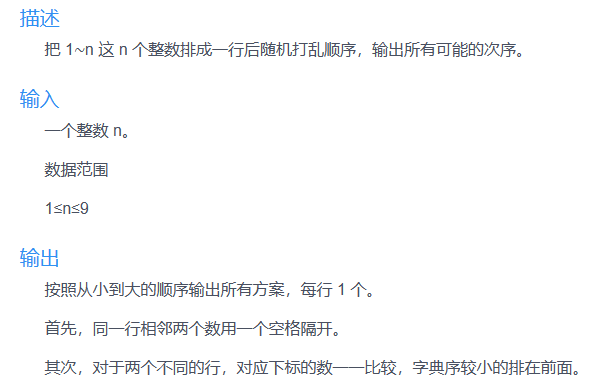 描述
把 1~n 这 n 个整数排成一行后随机打乱顺序，输出所有可能的次序。
输入
一个整数 n。
数据范围
1≤n≤9
输出
按照从小到大的顺序输出所有方案，每行 1 个。
首先，同一行相邻两个数用一个空格隔开。
其次，对于两个不同的行，对应下标的数一一比较，字典序较小的排在前面。